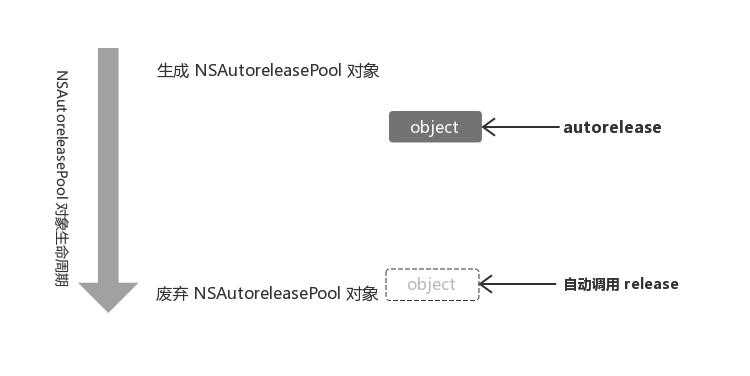 NSAutoreleasePool 对象生命周期
生成 NSAutoreleasePool 对象
object
autorelease
废弃 NSAutoreleasePool 对象
object
自动调用 release